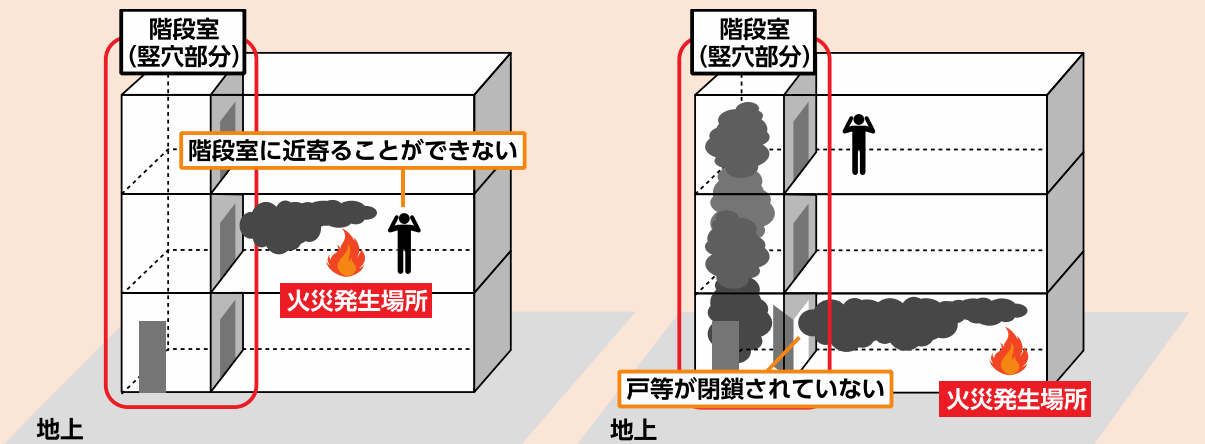 階段室
（竪穴部分）
階段室に近寄ることができない
火災発生場所
地上
階段室
（竪穴部分）
戸等が閉鎖されていない
火災発生場所
地上